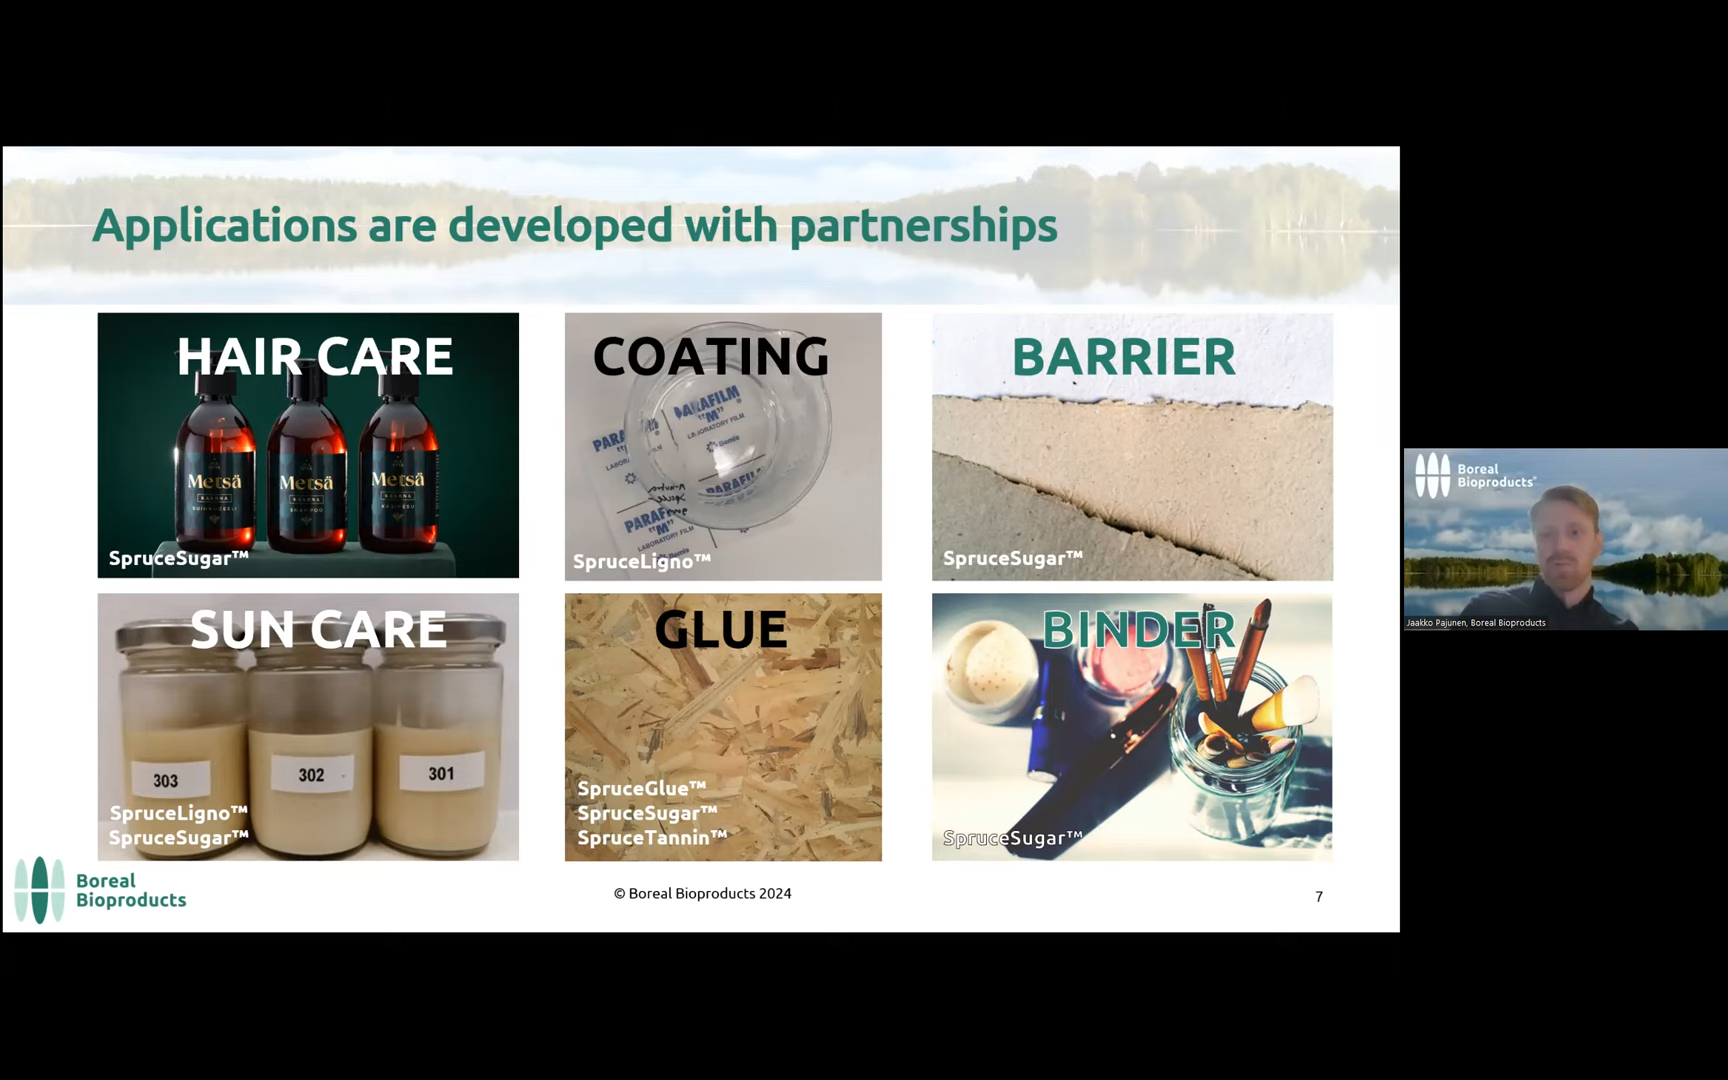 Applications are developed with partnerships
HAIR CARE
Metsä
SHAMPOO
Metsä
Metsä
SpruceSugar™
COATING
PARAFILM
"M"
LABORATORY FILM
Bemis
SpruceLigno™
BARRIER
SpruceSugar™
SUN CARE
303
302
301
SpruceLigno™
SpruceSugar™
GLUE
SpruceGlue™
SpruceSugar™
SpruceTannin™
BINDER
SpruceSugar™
Boreal
Bioproducts
© Boreal Bioproducts 2024
7
Boreal
Bioproducts
Jaakko Pajunen, Boreal Bioproducts